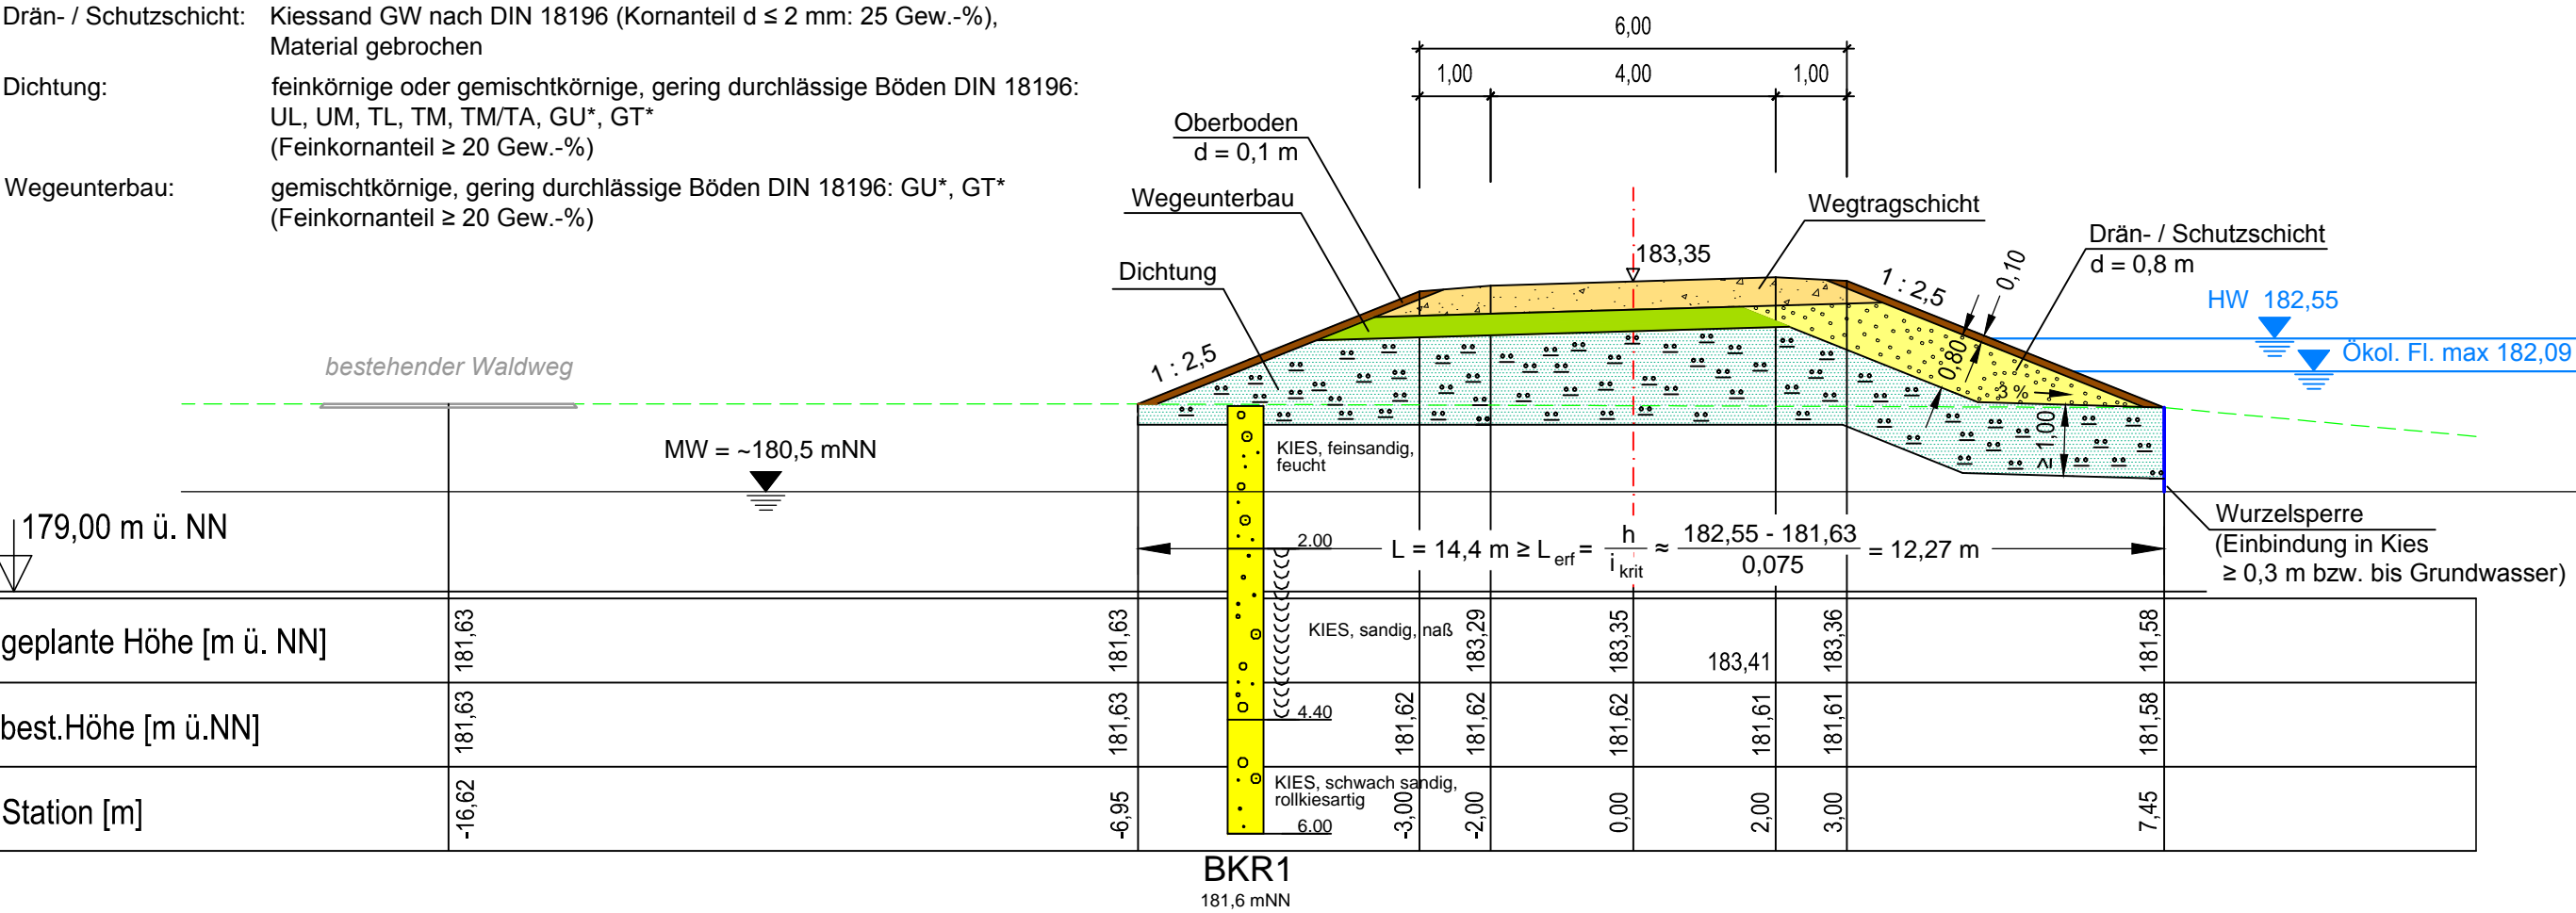 Drän- / Schutzschicht: Kiessand GW nach DIN 18196 (Kornanteil d ≤ 2 mm: 25 Gew.-%),
Material gebrochen
Dichtung: feinkörnige oder gemischtkörnige, gering durchlässige Böden DIN 18196:
UL, UM, TL, TM, TM/TA, GU*, GT*
(Feinkornanteil ≥ 20 Gew.-%)
Wegeunterbau: gemischtkörnige, gering durchlässige Böden DIN 18196: GU*, GT*
(Feinkornanteil ≥ 20 Gew.-%)
6,00
1,00 4,00 1,00
Oberboden
d = 0,1 m
Wegeunterbau
Dichtung
183,35
Wegtragschicht
Drän- / Schutzschicht
d = 0,8 m
1 : 2,5
1 : 2,5
0,10
0,80
3 %
≥ 1,00
HW 182,55
Ökol. Fl. max 182,09
bestehender Waldweg
MW = ~180,5 mNN
179,00 m ü. NN
KIES, feinsandig,
feucht
2.00
KIES, sandig, naß
4.40
KIES, schwach sandig,
rollkiesartig
6.00
L = 14,4 m ≥ L erf = h / i krit ≈ 182,55 - 181,63 / 0,075 = 12,27 m
Wurzelsperre
(Einbindung in Kies
≥ 0,3 m bzw. bis Grundwasser)
geplante Höhe [m ü. NN] 181,63 181,63 183,29 183,35 183,41 183,36 181,58
best.Höhe [m ü.NN] 181,63 181,63 181,62 181,62 181,62 181,61 181,61 181,58
Station [m] -16,62 -6,95 -3,00 -2,00 0,00 2,00 3,00 7,45
BKR1
181,6 mNN